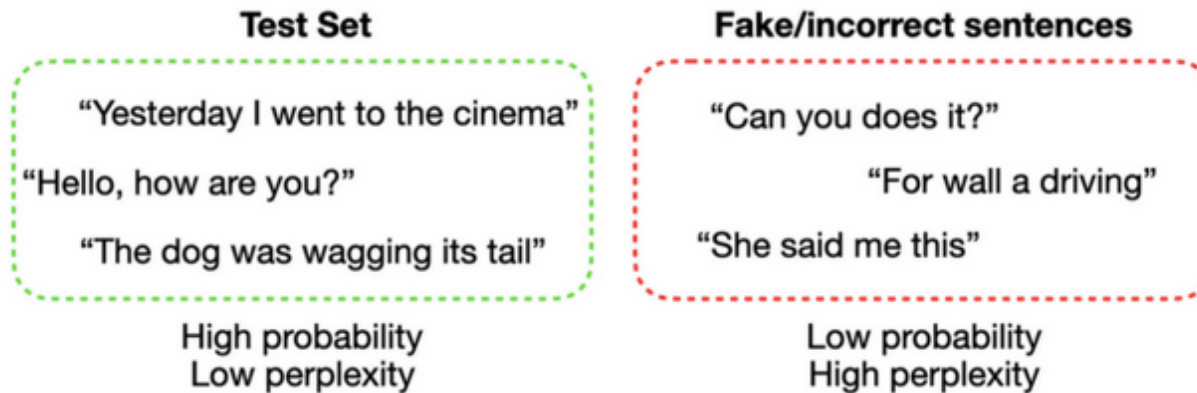 Test Set
“Yesterday I went to the cinema”
“Hello, how are you?”
“The dog was wagging its tail”
High probability
Low perplexity
Fake/incorrect sentences
“Can you does it?”
“For wall a driving”
“She said me this”
Low probability
High perplexity